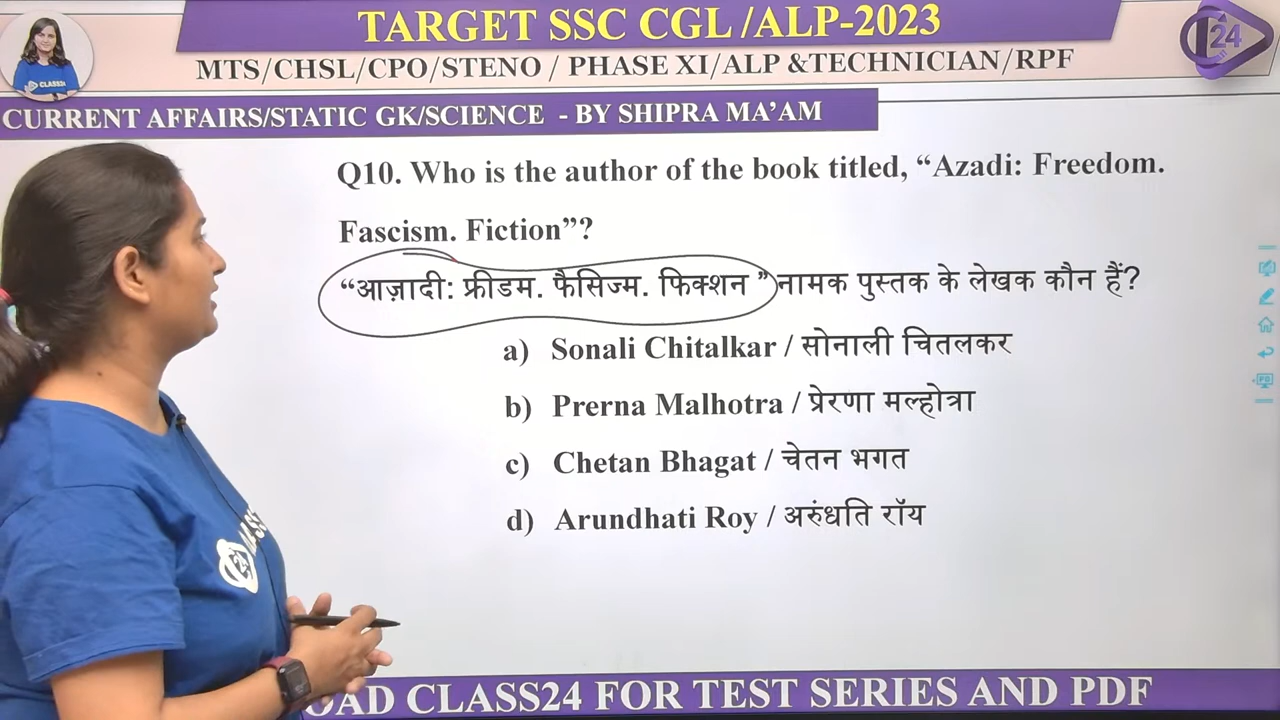 TARGET SSC CGL /ALP-2023
MTS/CHSL/CPO/STENO / PHASE XI/ALP &TECHNICIAN/RPF
CURRENT AFFAIRS/STATIC GK/SCIENCE - BY SHIPRA MA’AM
24
Q10. Who is the author of the book titled, “Azadi: Freedom.
Fascism. Fiction”?
“आज़ादी: फ्रीडम. फैसिज्म. फिक्शन ” नामक पुस्तक के लेखक कौन हैं?
a) Sonali Chitalkar / सोनाली चितलकर
b) Prerna Malhotra / प्रेरणा मल्होत्रा
c) Chetan Bhagat / चेतन भगत
d) Arundhati Roy / अरुंधति रॉय
CLASS24 FOR TEST SERIES AND PDF